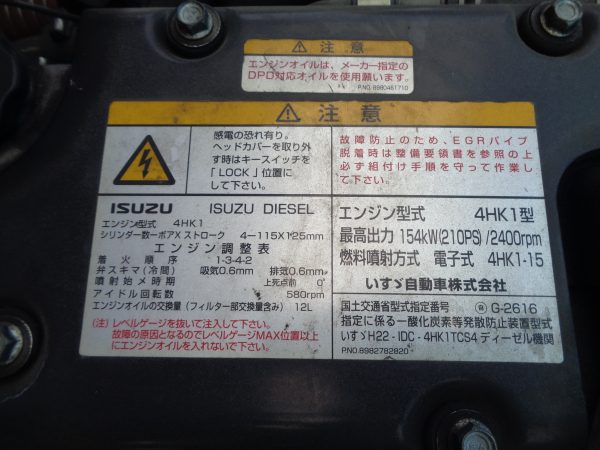 注意
エンジンオイルは、メーカー指定の
DPD対応オイルを使用願います。
P.NO.8980461710
注意
感電の恐れ有り。
ヘッドカバーを取り外
す時はキースイッチを
「LOCK」位置に
して下さい。
故障防止のため、EGRパイプ
脱着時は整備要領書を参照の上
必ず組付け手順を守って作業し
て下さい。
ISUZU ISUZU DIESEL
エンジン型式 4HK1
シリンダ数ーボアX ストローク 4－115X125mm
エンジン調整表
着火順序 1-3-4-2
弁スキマ(冷間) 吸気0.6mm 排気0.6mm
噴射始メ時期 上死点前 0°
アイドル回転数 580rpm
エンジンオイルの交換量(フィルター部交換量含み) 12L
(注) レベルゲージを抜いて注入して下さい。
故障の原因となるのでレベルゲージMAX位置以上
にエンジンオイルを入れないで下さい。
エンジン型式 4HK1型
最高出力 154kW(210PS)/2400rpm
燃料噴射方式 電子式 4HK1-15
いすゞ自動車株式会社
国土交通省型式指定番号 G-2616
指定に係る一酸化炭素等発散防止装置型式
いすゞH22-IDC-4HK1TCS4 ディーゼル機関
P.NO.8982782820